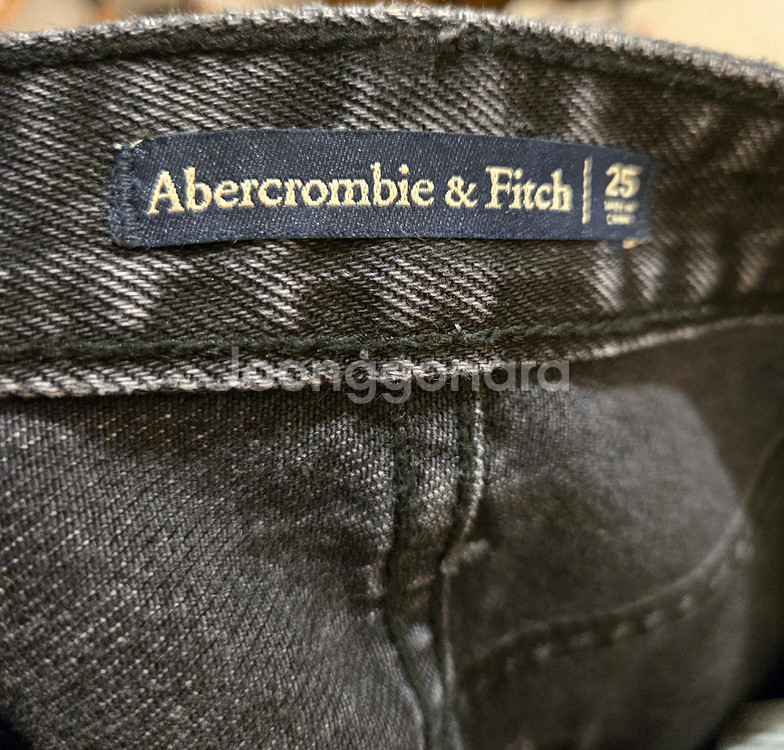 Abercrombie & Fitch | 25
Joonggonara